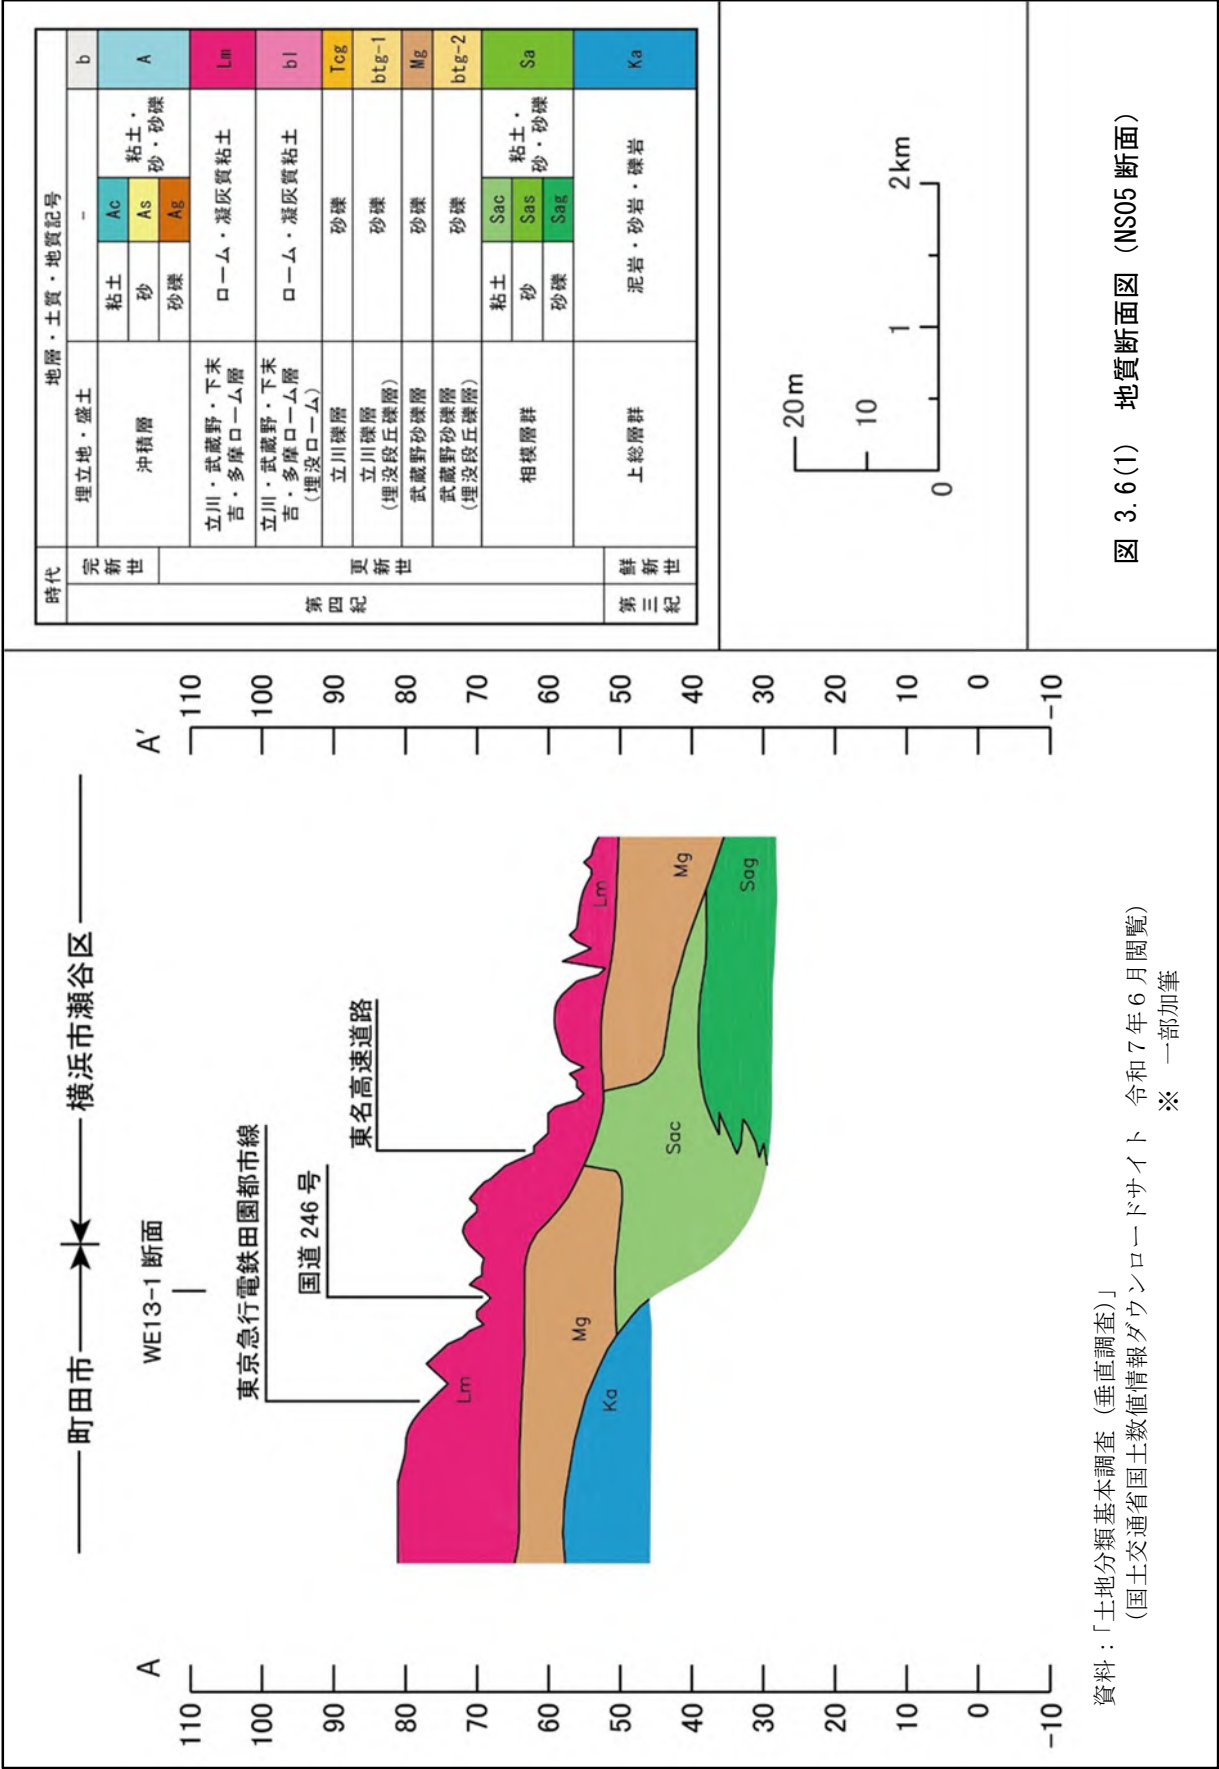 町田市
横浜市瀬谷区
A
A′
WE13-1 断面
東京急行電鉄田園都市線
国道 246 号
東名高速道路
110
100
90
80
70
60
50
40
30
20
10
0
-10
110
100
90
80
70
60
50
40
30
20
10
0
-10
Lm
Mg
Ka
Sac
Lm
Mg
Sag
資料：「土地分類基本調査（垂直調査）」
（国土交通省国土数値情報ダウンロードサイト　令和７年６月閲覧）
※　一部加筆
時代
地層・土質・地質記号
第四紀
完新世
埋立地・盛土
-
b
沖積層
粘土
Ac
砂
As
砂礫
Ag
粘土・
砂・砂礫
A
更新世
立川・武蔵野・下末
吉・多摩ローム層
ローム・凝灰質粘土
Lm
立川・武蔵野・下末
吉・多摩ローム層
（埋没ローム）
ローム・凝灰質粘土
bl
立川礫層
砂礫
Tcg
立川礫層
（埋没段丘礫層）
砂礫
btg-1
武蔵野砂礫層
砂礫
Mg
武蔵野砂礫層
（埋没段丘礫層）
砂礫
btg-2
相模層群
粘土
Sac
砂
Sas
砂礫
Sag
粘土・
砂・砂礫
Sa
第三紀
鮮新世
上総層群
泥岩・砂岩・礫岩
Ka
20m
10
0
1
2km
図 3.6(1)　地質断面図（NS05 断面）